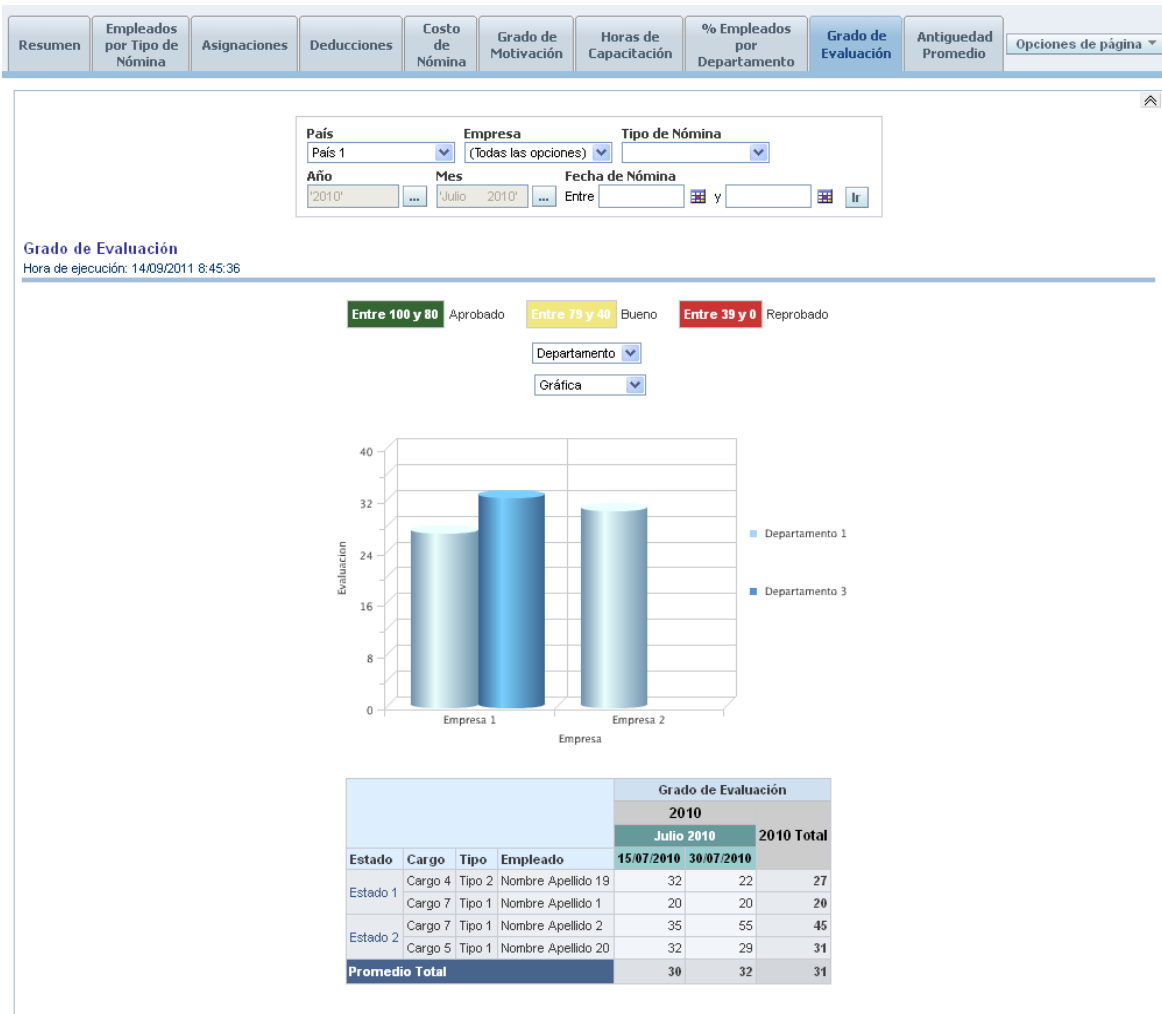 Resumen
Empleados por Tipo de Nómina
Asignaciones
Deducciones
Costo de Nómina
Grado de Motivación
Horas de Capacitación
% Empleados por Departamento
Grado de Evaluación
Antiguedad Promedio
Opciones de página
País Empresa Tipo de Nómina
País 1 (Todas las opciones)
Año Mes Fecha de Nómina
'2010' ... 'Julio 2010' ... Entre y Ir
Grado de Evaluación
Hora de ejecución: 14/09/2011 8:45:36
Entre 100 y 80 Aprobado Entre 79 y 40 Bueno Entre 39 y 0 Reprobado
Departamento
Gráfica
40
32
24
16
8
0
Evaluacion
Empresa 1 Empresa 2
Empresa
Departamento 1
Departamento 3
Grado de Evaluación
2010
Julio 2010 2010 Total
Estado Cargo Tipo Empleado 15/07/2010 30/07/2010
Estado 1 Cargo 4 Tipo 2 Nombre Apellido 19 32 22 27
Cargo 7 Tipo 1 Nombre Apellido 1 20 20 20
Estado 2 Cargo 7 Tipo 1 Nombre Apellido 2 35 55 45
Cargo 5 Tipo 1 Nombre Apellido 20 32 29 31
Promedio Total 30 32 31